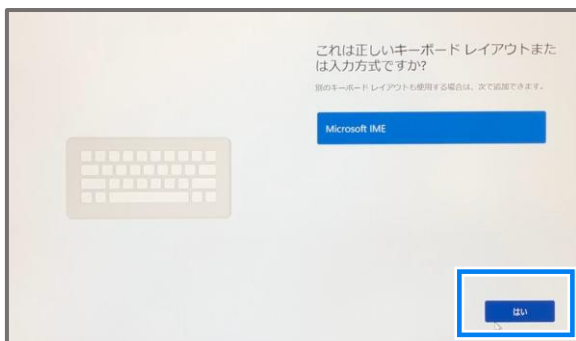 これは正しいキーボード レイアウトまた
は入力方式ですか?
別のキーボード レイアウトも使用する場合は、次で追加できます。
Microsoft IME
はい